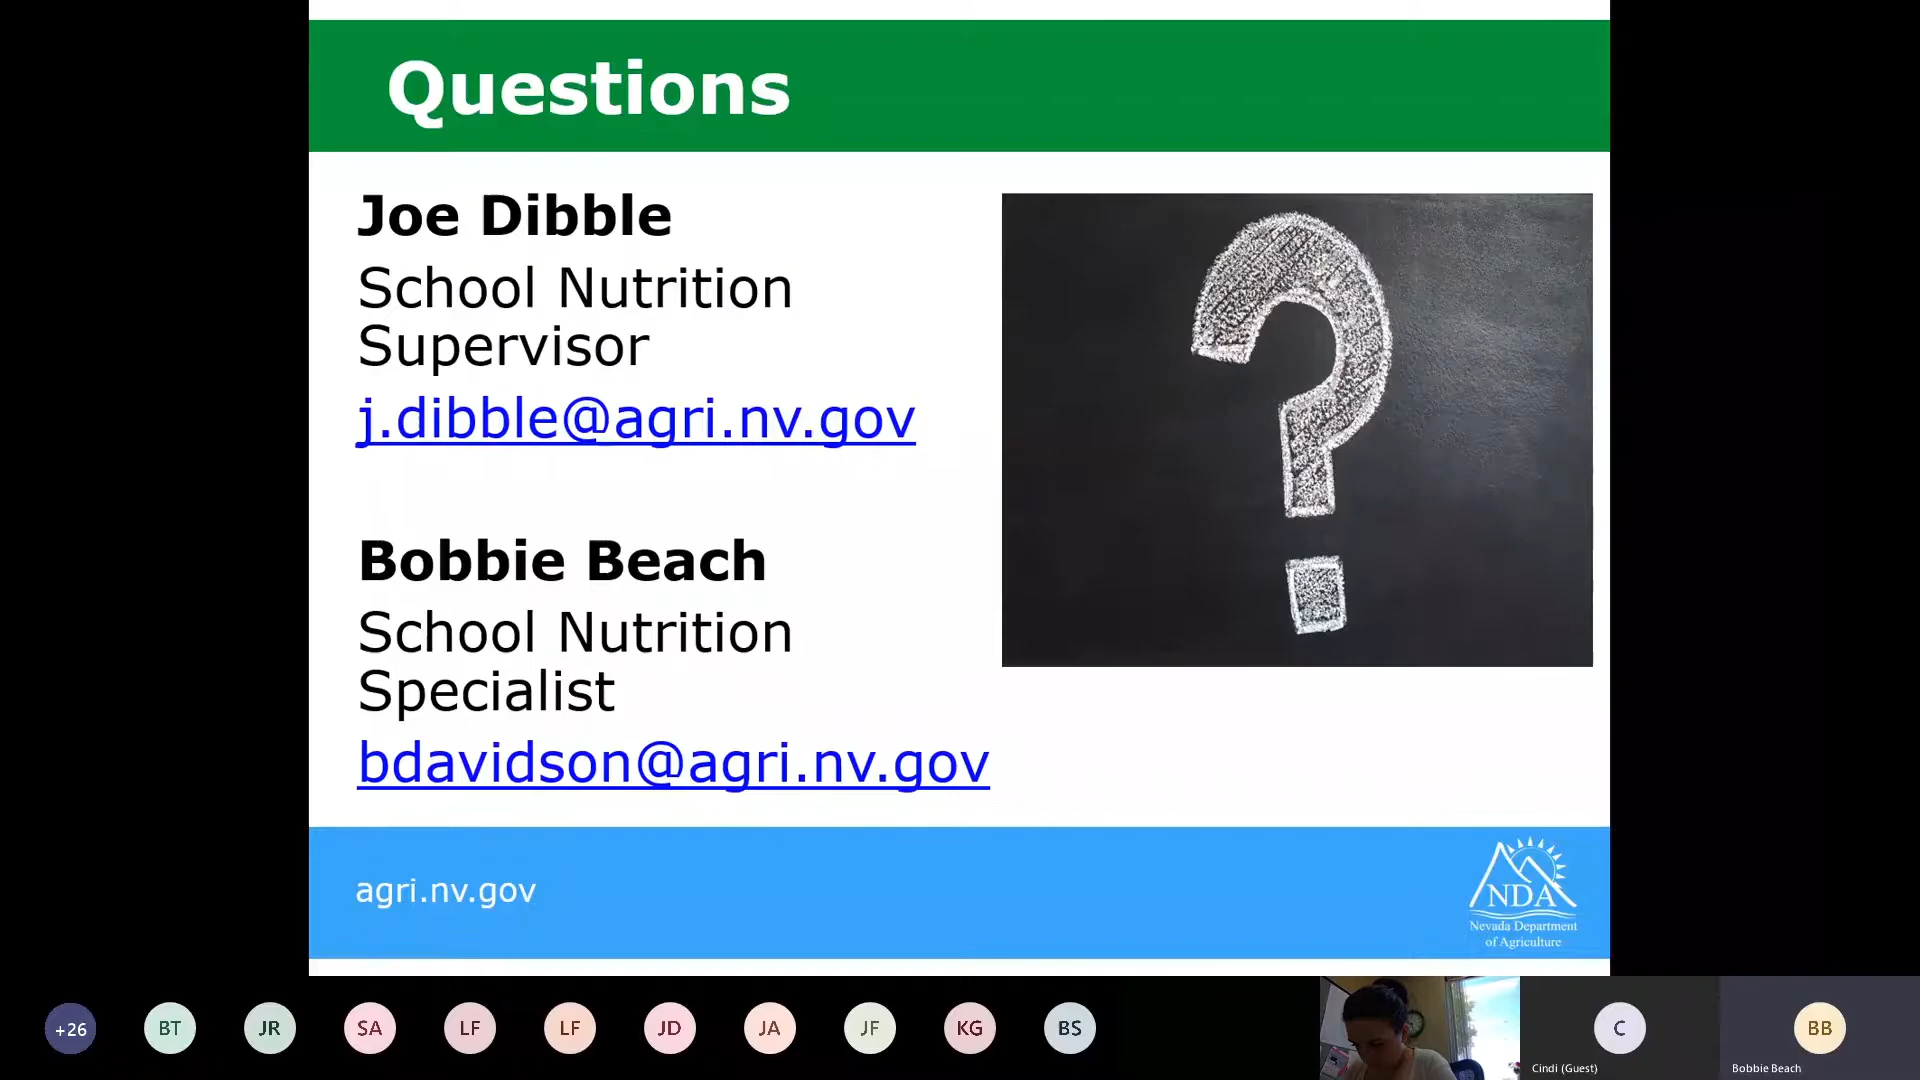 Questions
Joe Dibble
School Nutrition
Supervisor
j.dibble@agri.nv.gov
Bobbie Beach
School Nutrition
Specialist
bdavidson@agri.nv.gov
?
agri.nv.gov
NDA
Nevada Department
of Agriculture
+26
BT
JR
SA
LF
LF
JD
JA
JF
KG
BS
C
Cindi (Guest)
BB
Bobbie Beach